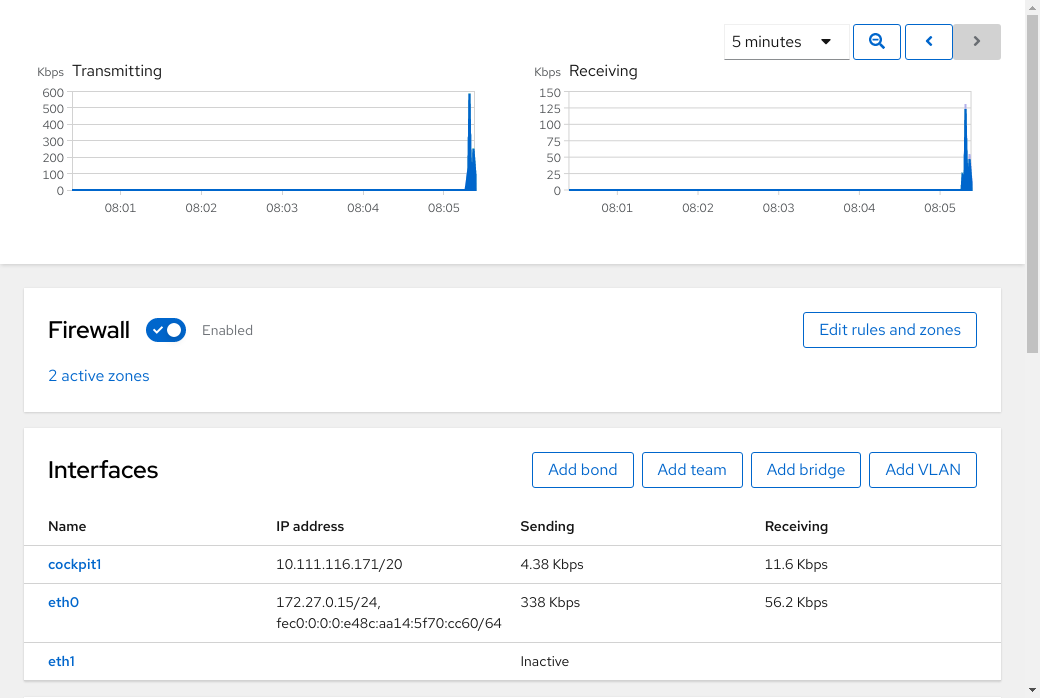 5 minutes
Kbps Transmitting
600
500
400
300
200
100
0
08:01 08:02 08:03 08:04 08:05
Kbps Receiving
150
125
100
75
50
25
0
08:01 08:02 08:03 08:04 08:05
Firewall Enabled Edit rules and zones
2 active zones
Interfaces Add bond Add team Add bridge Add VLAN
Name IP address Sending Receiving
cockpit1 10.111.116.171/20 4.38 Kbps 11.6 Kbps
eth0 172.27.0.15/24, 338 Kbps 56.2 Kbps
fec0:0:0:0:e48c:aa14:5f70:cc60/64
eth1 Inactive